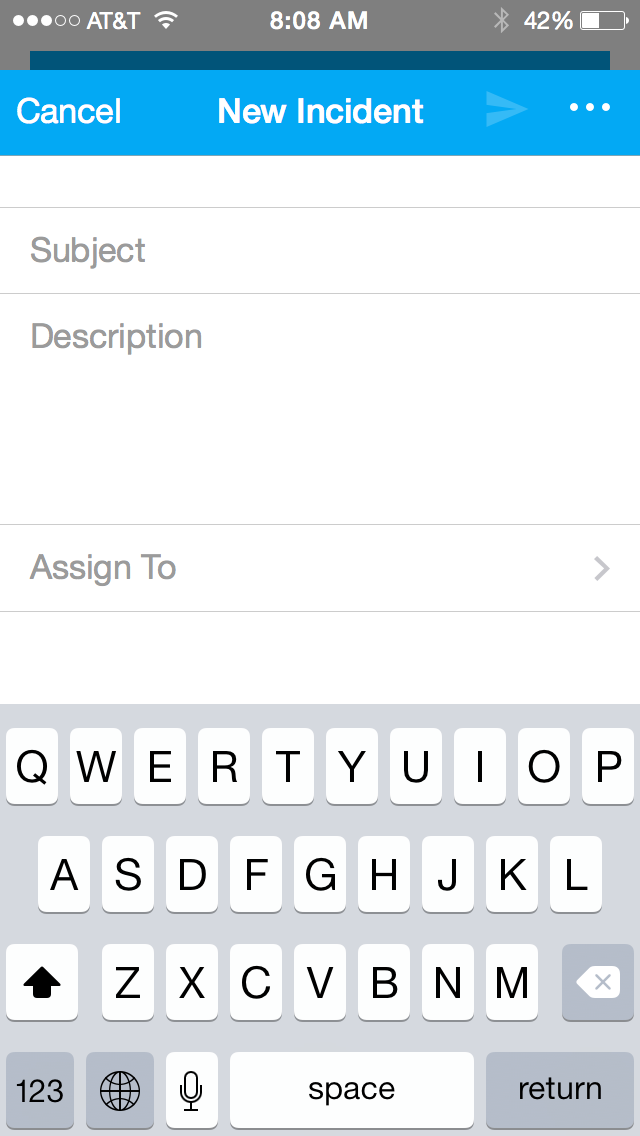 AT&T 8:08 AM 42%
Cancel New Incident
Subject
Description
Assign To
Q W E R T Y U I O P
A S D F G H J K L
Z X C V B N M
123 space return